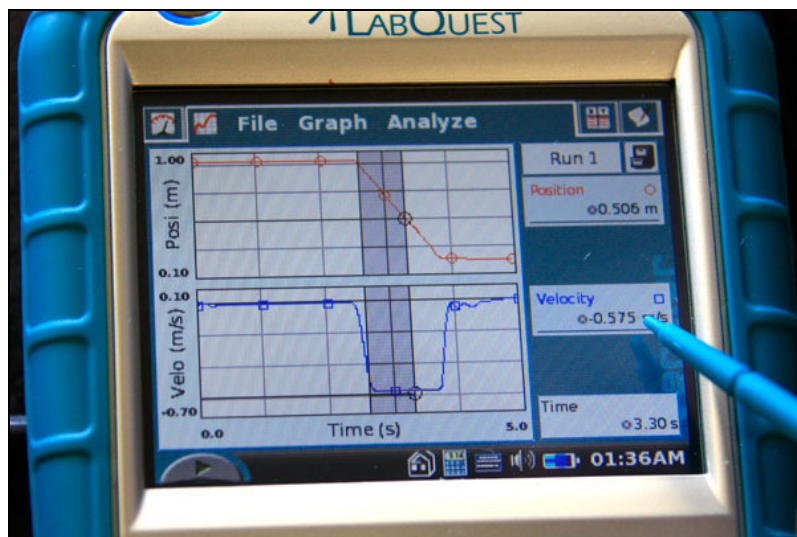 LABQUEST
File Graph Analyze
1.00
Posi (m)
0.10
0.10
Velo (m/s)
-0.70
0.0
Time (s)
5.0
Run 1
Position
0.506 m
Velocity
-0.575 m/s
Time
3.30 s
01:36AM